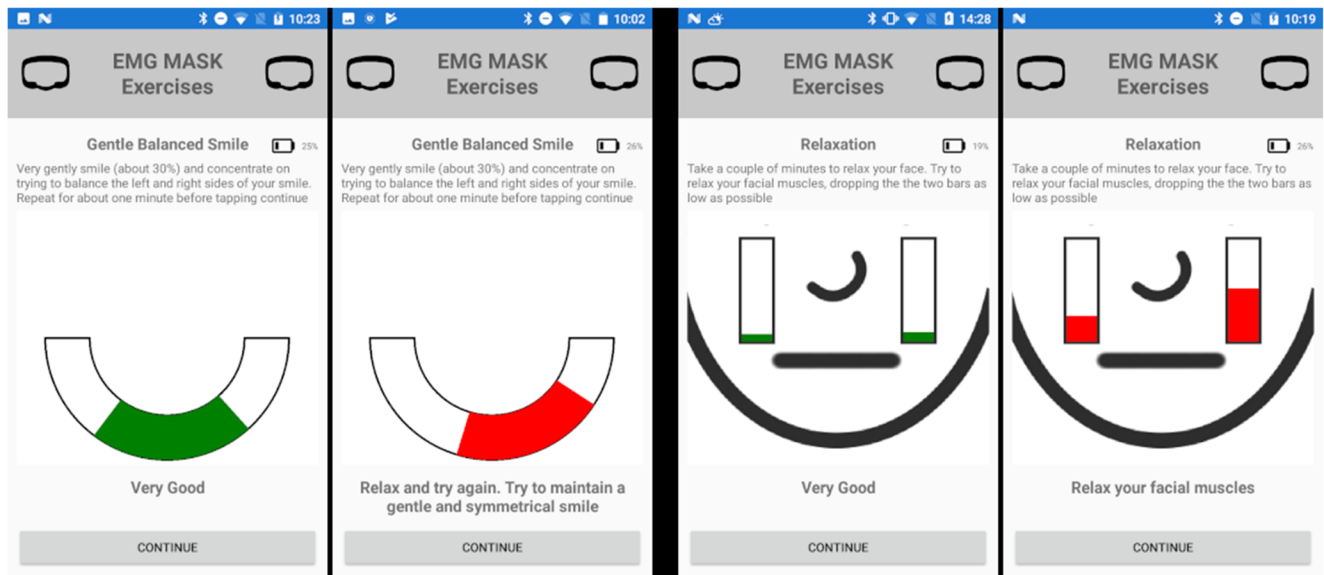 10:23
EMG MASK
Exercises
Gentle Balanced Smile
25%
Very gently smile (about 30%) and concentrate on
trying to balance the left and right sides of your smile.
Repeat for about one minute before tapping continue
Very Good
CONTINUE
10:02
EMG MASK
Exercises
Gentle Balanced Smile
26%
Very gently smile (about 30%) and concentrate on
trying to balance the left and right sides of your smile.
Repeat for about one minute before tapping continue
Relax and try again. Try to maintain a
gentle and symmetrical smile
CONTINUE
14:28
EMG MASK
Exercises
Relaxation
19%
Take a couple of minutes to relax your face. Try to
relax your facial muscles, dropping the the two bars as
low as possible
Very Good
CONTINUE
10:19
EMG MASK
Exercises
Relaxation
26%
Take a couple of minutes to relax your face. Try to
relax your facial muscles, dropping the the two bars as
low as possible
Relax your facial muscles
CONTINUE